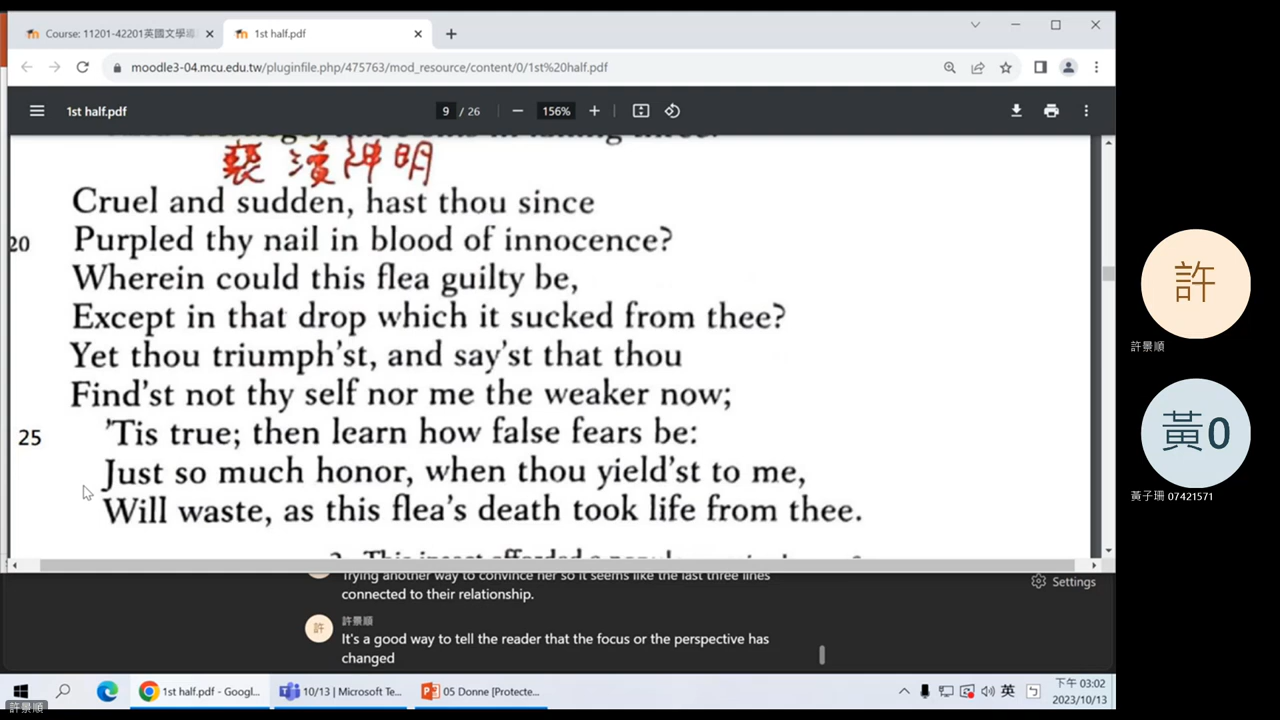 Course: 11201-42201英國文學
1st half.pdf
moodle3-04.mcu.edu.tw/pluginfile.php/475763/mod_resource/content/0/1st%20half.pdf
1st half.pdf
9 / 26
156%
褻瀆神明
Cruel and sudden, hast thou since
20 Purpled thy nail in blood of innocence?
Wherein could this flea guilty be,
Except in that drop which it sucked from thee?
Yet thou triumph'st, and say'st that thou
Find'st not thy self nor me the weaker now;
25 'Tis true; then learn how false fears be:
Just so much honor, when thou yield'st to me,
Will waste, as this flea's death took life from thee.
許
許景順
黃0
黃子珊 07421571
Trying another way to convince her so it seems like the last three lines
connected to their relationship.
Settings
許
許景順
It's a good way to tell the reader that the focus or the perspective has
changed
1st half.pdf - Googl...
10/13 | Microsoft Te...
05 Donne [Protecte...
英
下午 03:02
2023/10/13
許景順